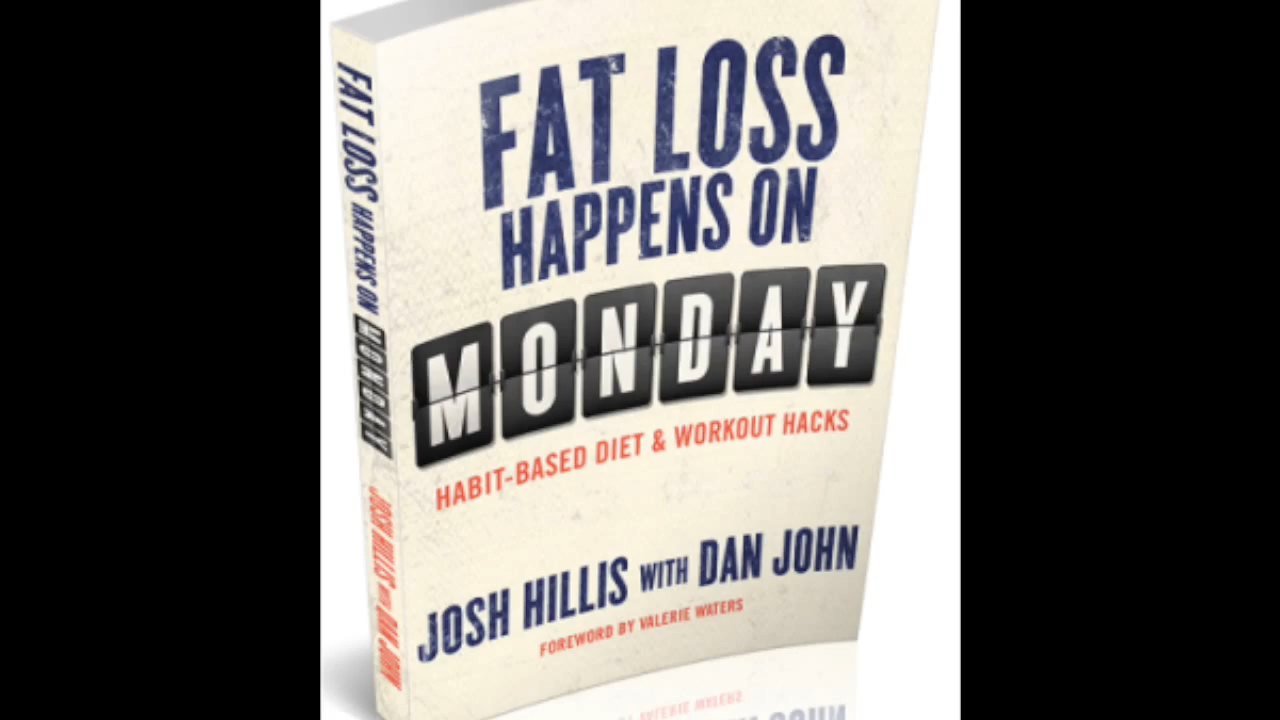 FAT LOSS
HAPPENS ON
MONDAY
HABIT-BASED DIET & WORKOUT HACKS
JOSH HILLIS WITH DAN JOHN
FOREWORD BY VALERIE WATERS
FAT LOSS HAPPENS ON MONDAY
JOSH HILLIS WITH DAN JOHN